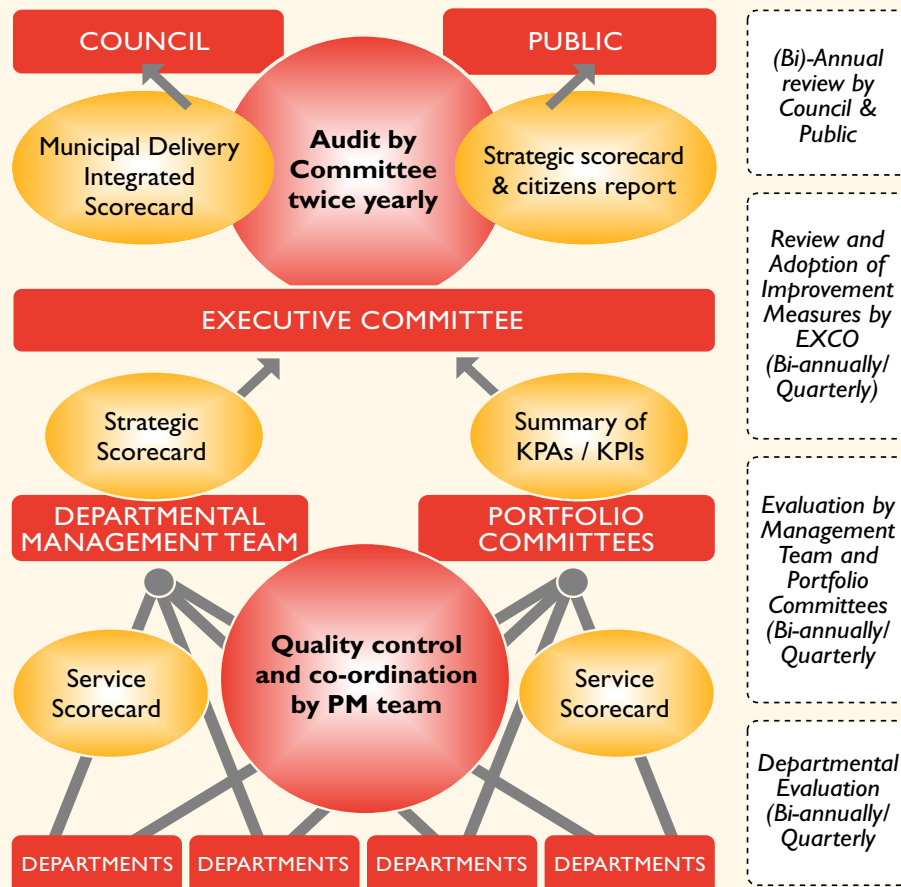 COUNCIL
PUBLIC
Municipal Delivery
Integrated
Scorecard
Audit by
Committee
twice yearly
Strategic scorecard
& citizens report
EXECUTIVE COMMITTEE
Strategic
Scorecard
Summary of
KPAs / KPIs
DEPARTMENTAL
MANAGEMENT TEAM
PORTFOLIO
COMMITTEES
Quality control
and co-ordination
by PM team
Service
Scorecard
Service
Scorecard
DEPARTMENTS
DEPARTMENTS
DEPARTMENTS
DEPARTMENTS
(Bi)-Annual
review by
Council &
Public
Review and
Adoption of
Improvement
Measures by
EXCO
(Bi-annually/
Quarterly)
Evaluation by
Management
Team and
Portfolio
Committees
(Bi-annually/
Quarterly
Departmental
Evaluation
(Bi-annually/
Quarterly